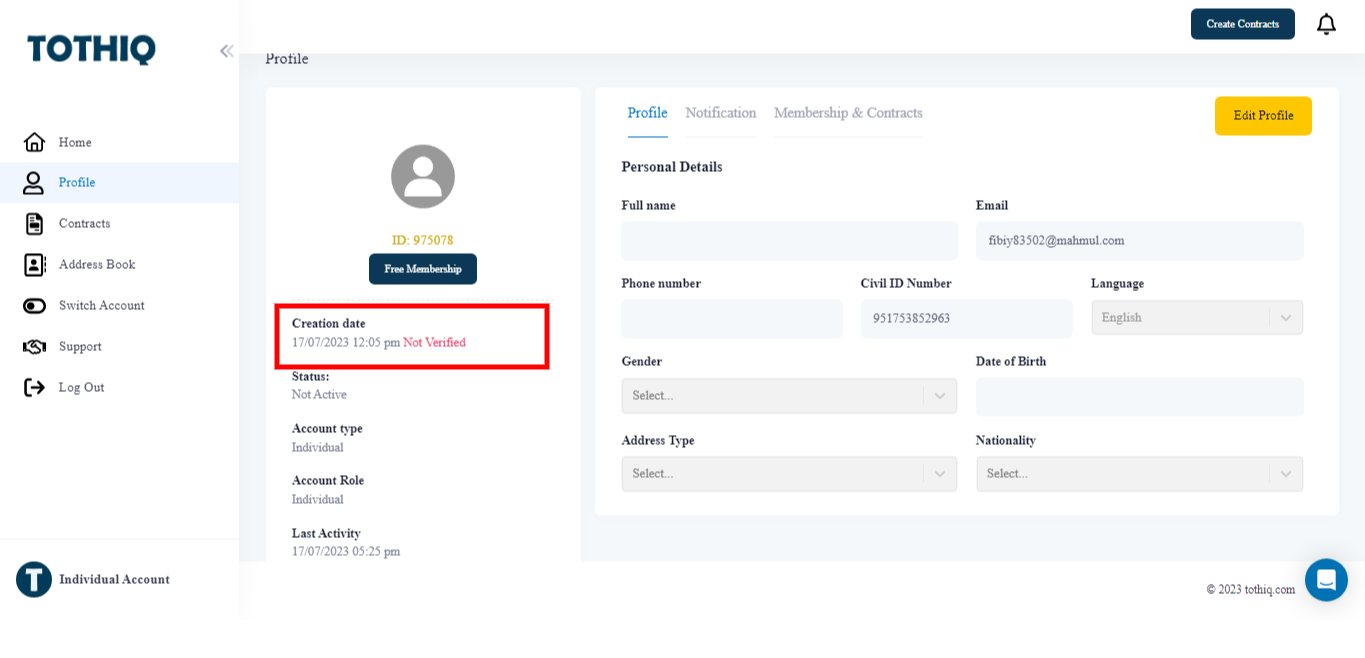 TOTHIQ
Create Contracts
Home
Profile
Contracts
Address Book
Switch Account
Support
Log Out
Individual Account
Profile
ID: 975078
Free Membership
Creation date
17/07/2023 12:05 pm Not Verified
Status:
Not Active
Account type
Individual
Account Role
Individual
Last Activity
17/07/2023 05:25 pm
Profile Notification Membership & Contracts
Edit Profile
Personal Details
Full name Email
fibiy83502@mahmul.com
Phone number Civil ID Number Language
951753852963 English
Gender Date of Birth
Select...
Address Type Nationality
Select... Select...
© 2023 tothiq.com